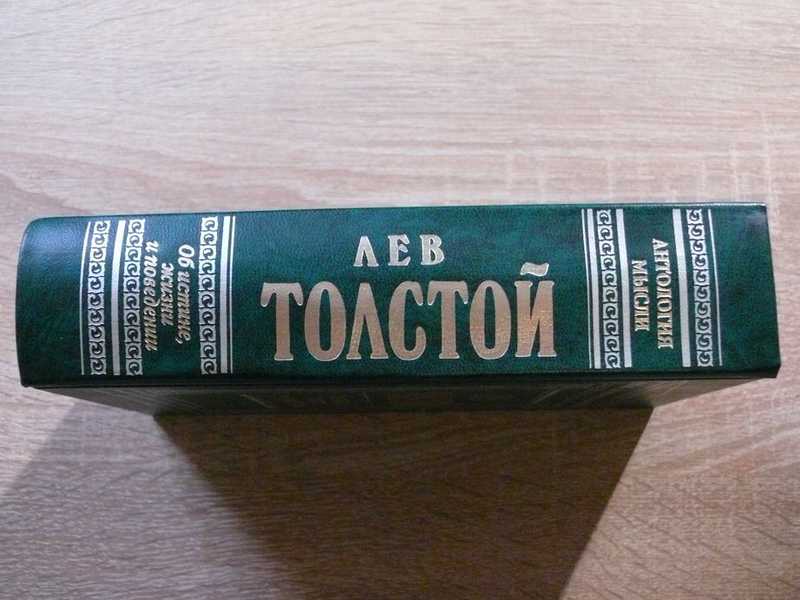 АНТОЛОГИЯ
МЫСЛИ
ЛЕВ
ТОЛСТОЙ
Об истине,
жизни
и поведении